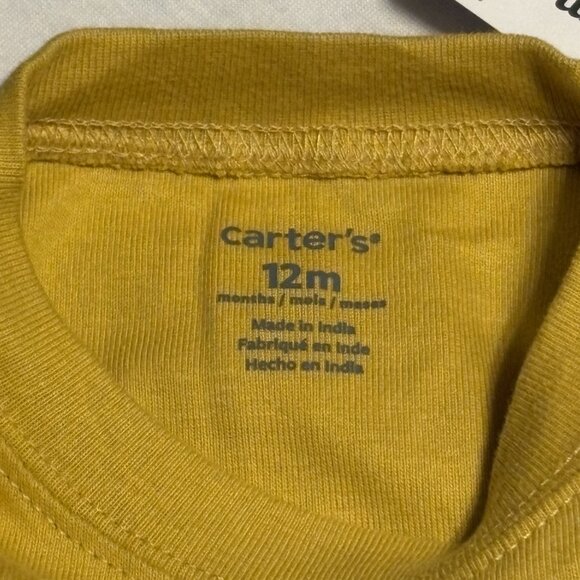 carter's®
12m
months / mois / meses
Made in India
Fabriqué en Inde
Hecho en India